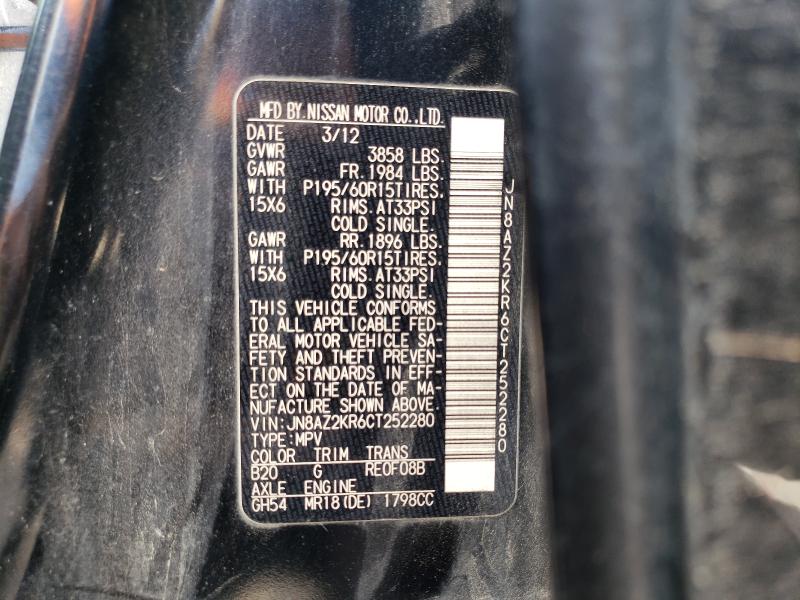 MFD BY NISSAN MOTOR CO.,LTD.
DATE 3/12
GVWR 3858 LBS.
GAWR FR. 1984 LBS.
WITH P195/60R15TIRES.
15X6 RIMS.AT33PSI
COLD SINGLE.
GAWR RR. 1896 LBS.
WITH P195/60R15TIRES.
15X6 RIMS.AT33PSI
COLD SINGLE.
THIS VEHICLE CONFORMS
TO ALL APPLICABLE FED-
ERAL MOTOR VEHICLE SA-
FETY AND THEFT PREVEN-
TION STANDARDS IN EFF-
ECT ON THE DATE OF MA-
NUFACTURE SHOWN ABOVE.
VIN:JN8AZ2KR6CT252280
TYPE:MPV
COLOR TRIM TRANS
B20 G RE0F08B
AXLE ENGINE
GH54 MR18(DE) 1798CC
JN8AZ2KR6CT252280